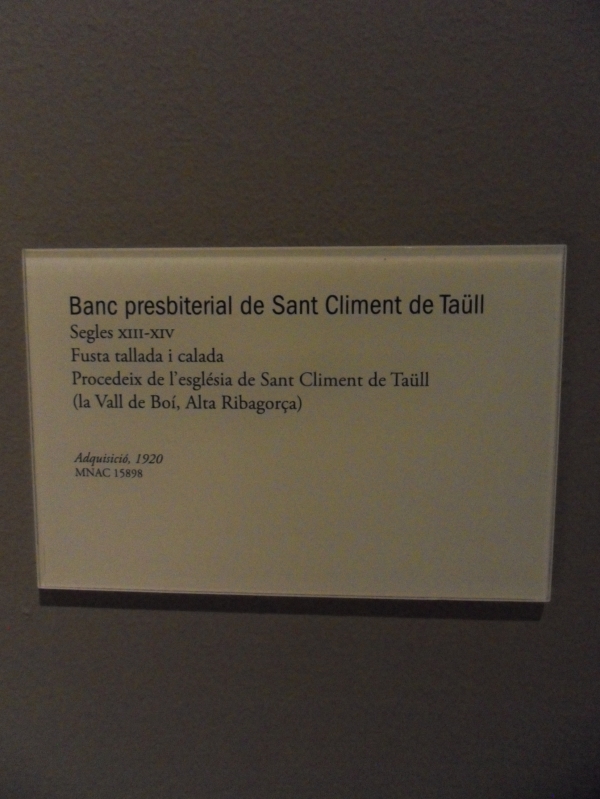 Banc presbiterial de Sant Climent de Taüll
Segles XIII-XIV
Fusta tallada i calada
Procedeix de l'església de Sant Climent de Taüll
(la Vall de Boí, Alta Ribagorça)
Adquisició, 1920
MNAC 15898